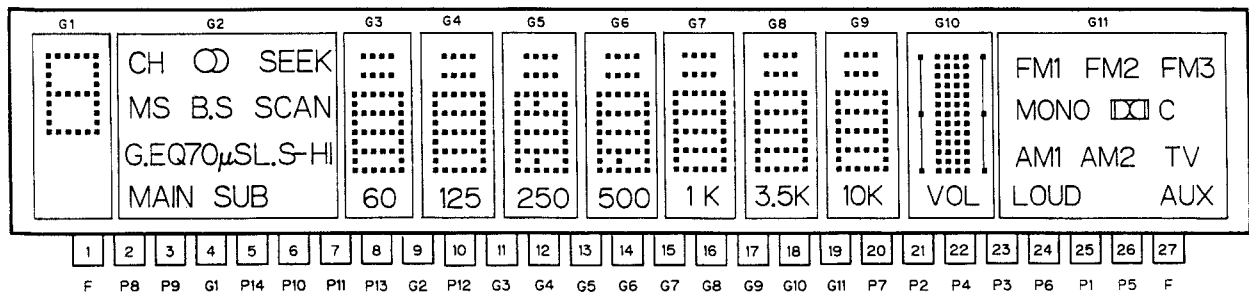 G1 G2 G3 G4 G5 G6 G7 G8 G9 G10 G11
CH SEEK FM1 FM2 FM3
MS B.S SCAN MONO C
G.EQ70μSL.S-HI AM1 AM2 TV
MAIN SUB 60 125 250 500 1K 3.5K 10K VOL LOUD AUX
1 2 3 4 5 6 7 8 9 10 11 12 13 14 15 16 17 18 19 20 21 22 23 24 25 26 27
F P8 P9 G1 P14 P10 P11 P13 G2 P12 G3 G4 G5 G6 G7 G8 G9 G10 G11 P7 P2 P4 P3 P6 P1 P5 F